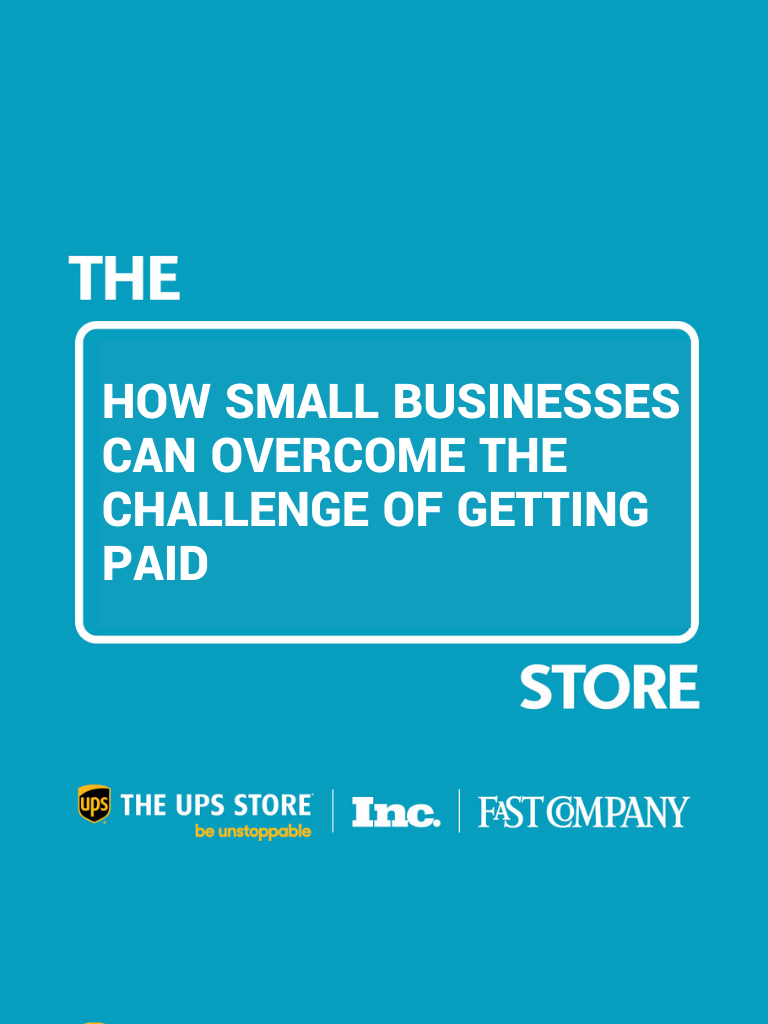 THE
HOW SMALL BUSINESSES
CAN OVERCOME THE
CHALLENGE OF GETTING
PAID
STORE
ups THE UPS STORE | Inc. | FAST COMPANY
be unstoppable